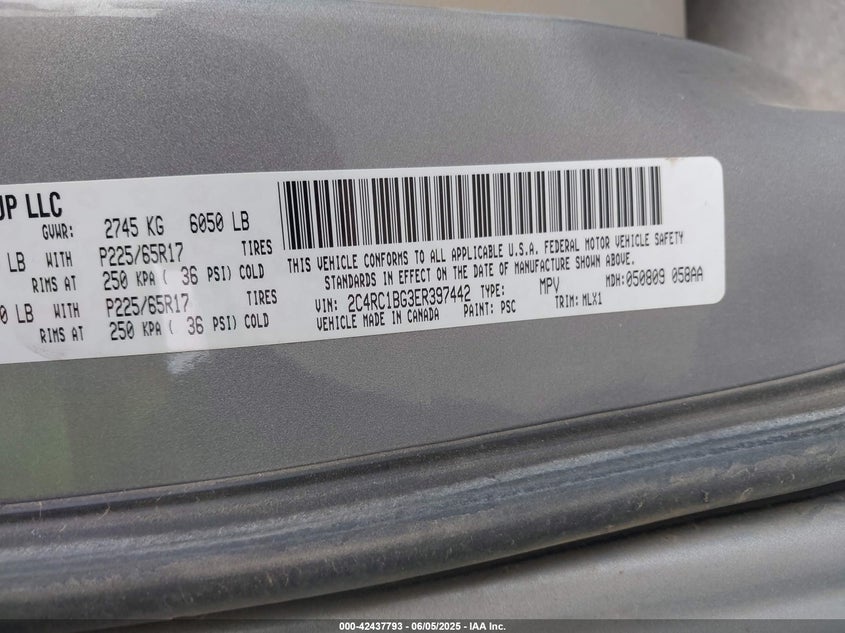 UP LLC
GVWR: 2745 KG 6050 LB
LB WITH P225/65R17 TIRES
RIMS AT 250 KPA ( 36 PSI) COLD
0 LB WITH P225/65R17 TIRES
RIMS AT 250 KPA ( 36 PSI) COLD
THIS VEHICLE CONFORMS TO ALL APPLICABLE U.S.A. FEDERAL MOTOR VEHICLE SAFETY
STANDARDS IN EFFECT ON THE DATE OF MANUFACTURE SHOWN ABOVE.
VIN: 2C4RC1BG3ER397442 TYPE: MPV MDH: 050809 058AA
VEHICLE MADE IN CANADA PAINT: PSC TRIM: MLX1
000-42437793 - 06/05/2025 - IAA Inc.